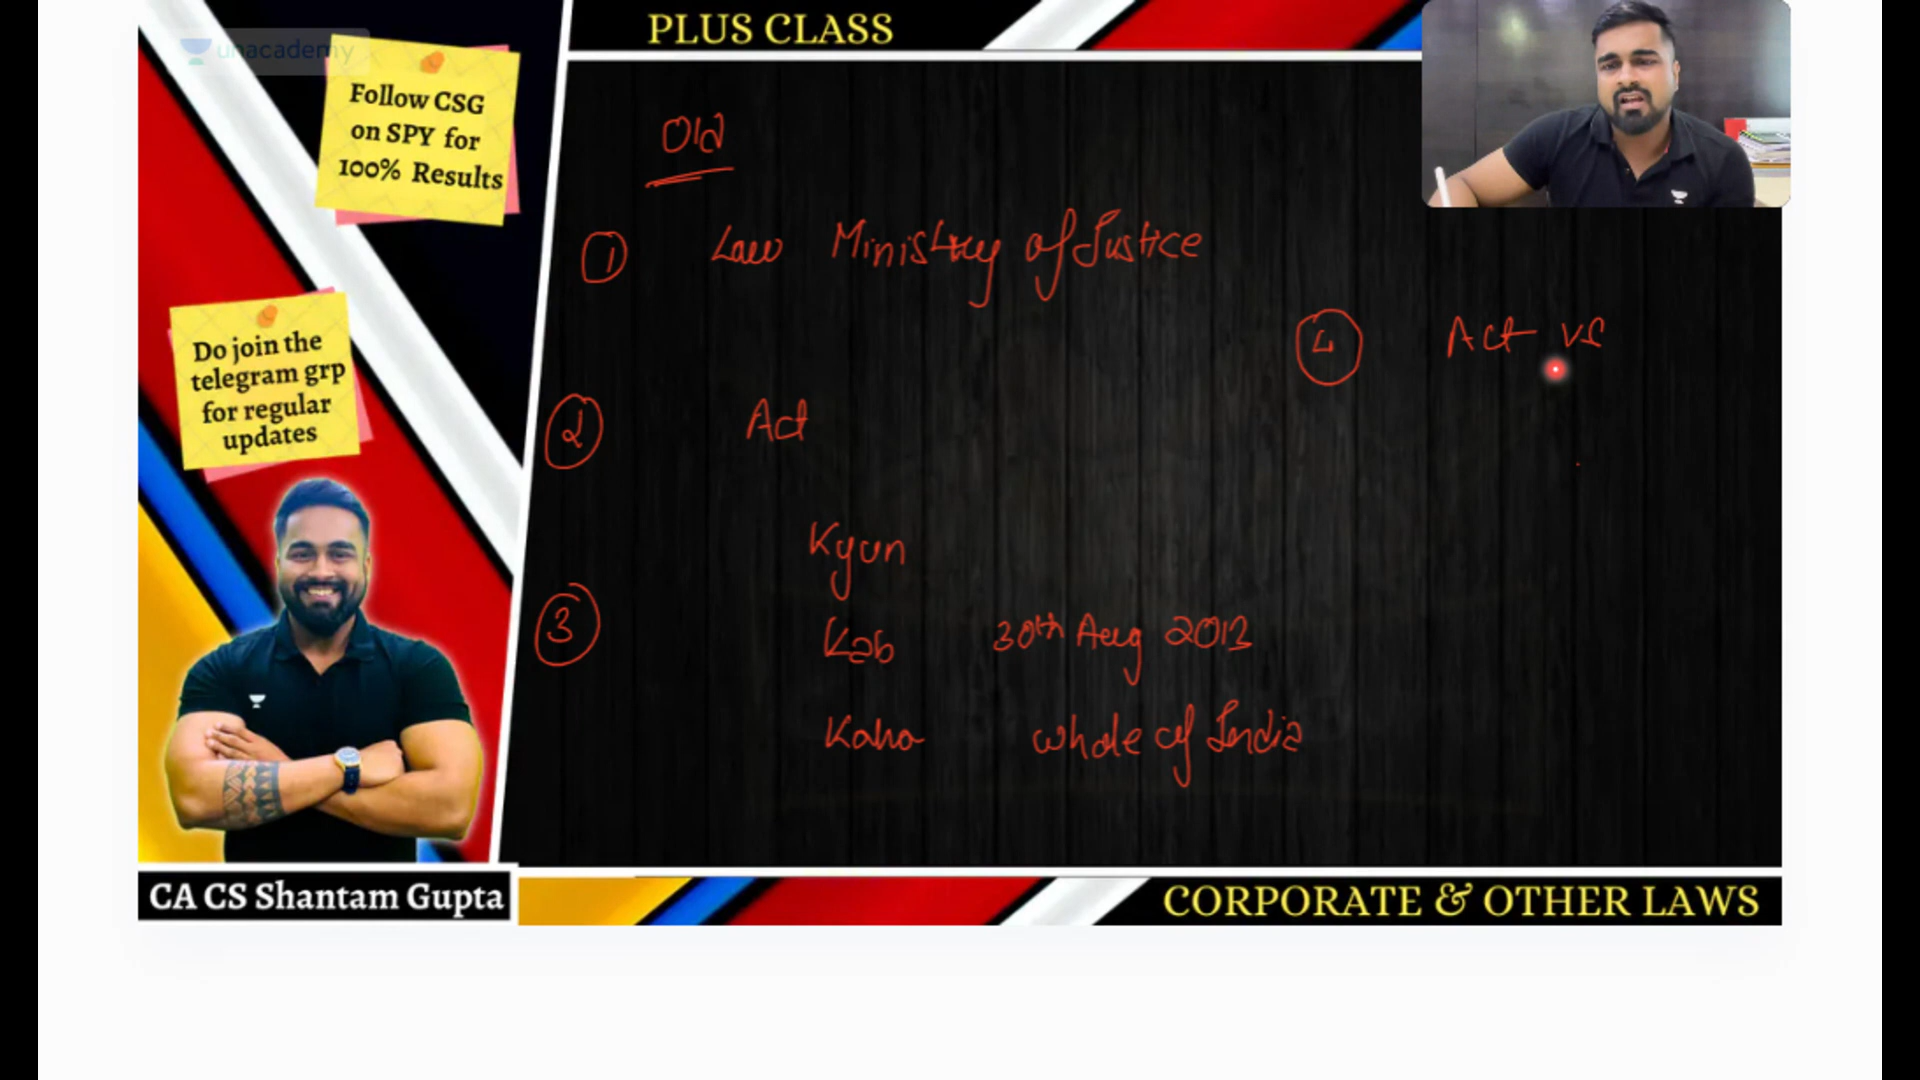 PLUS CLASS
unacademy
Follow CSG
on SPY for
100% Results
Do join the
telegram grp
for regular
updates
Old
1 Law Ministry of Justice
2 Act
Kyun
3
Kab 30th Aug 2013
Kaha whole of India
4 Act vs
CA CS Shantam Gupta
CORPORATE & OTHER LAWS